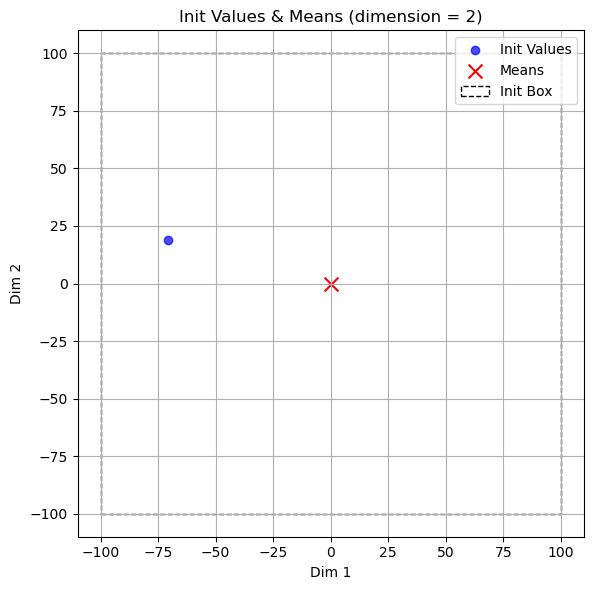 Init Values & Means (dimension = 2)
Init Values
Means
Init Box
100
75
50
25
0
−25
−50
−75
−100
Dim 2
−100 −75 −50 −25 0 25 50 75 100
Dim 1